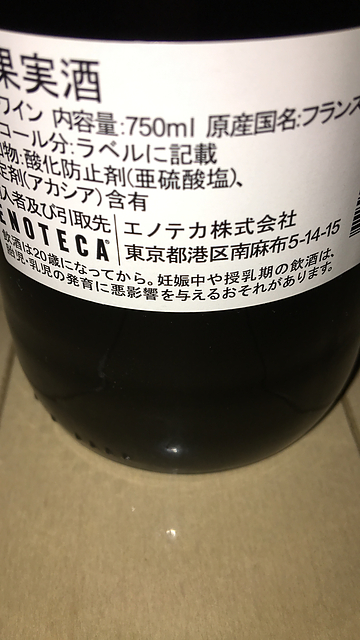 果実酒
ワイン 内容量:750ml 原産国名:フランス
コール分:ラベルに記載
物:酸化防止剤(亜硫酸塩)、
定剤(アカシア)含有
入者及び引取先
ENOTECA
エノテカ株式会社
東京都港区南麻布5-14-15
飲酒は20歳になってから。妊娠中や授乳期の飲酒は、
胎児・乳児の発育に悪影響を与えるおそれがあります。